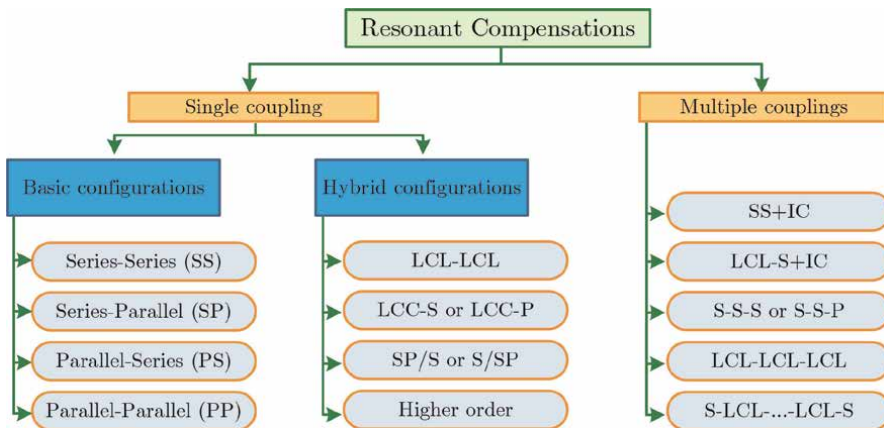 Resonant Compensations
Single coupling
Multiple couplings
Basic configurations
Hybrid configurations
Series-Series (SS)
Series-Parallel (SP)
Parallel-Series (PS)
Parallel-Parallel (PP)
LCL-LCL
LCC-S or LCC-P
SP/S or S/SP
Higher order
SS+IC
LCL-S+IC
S-S-S or S-S-P
LCL-LCL-LCL
S-LCL-...-LCL-S